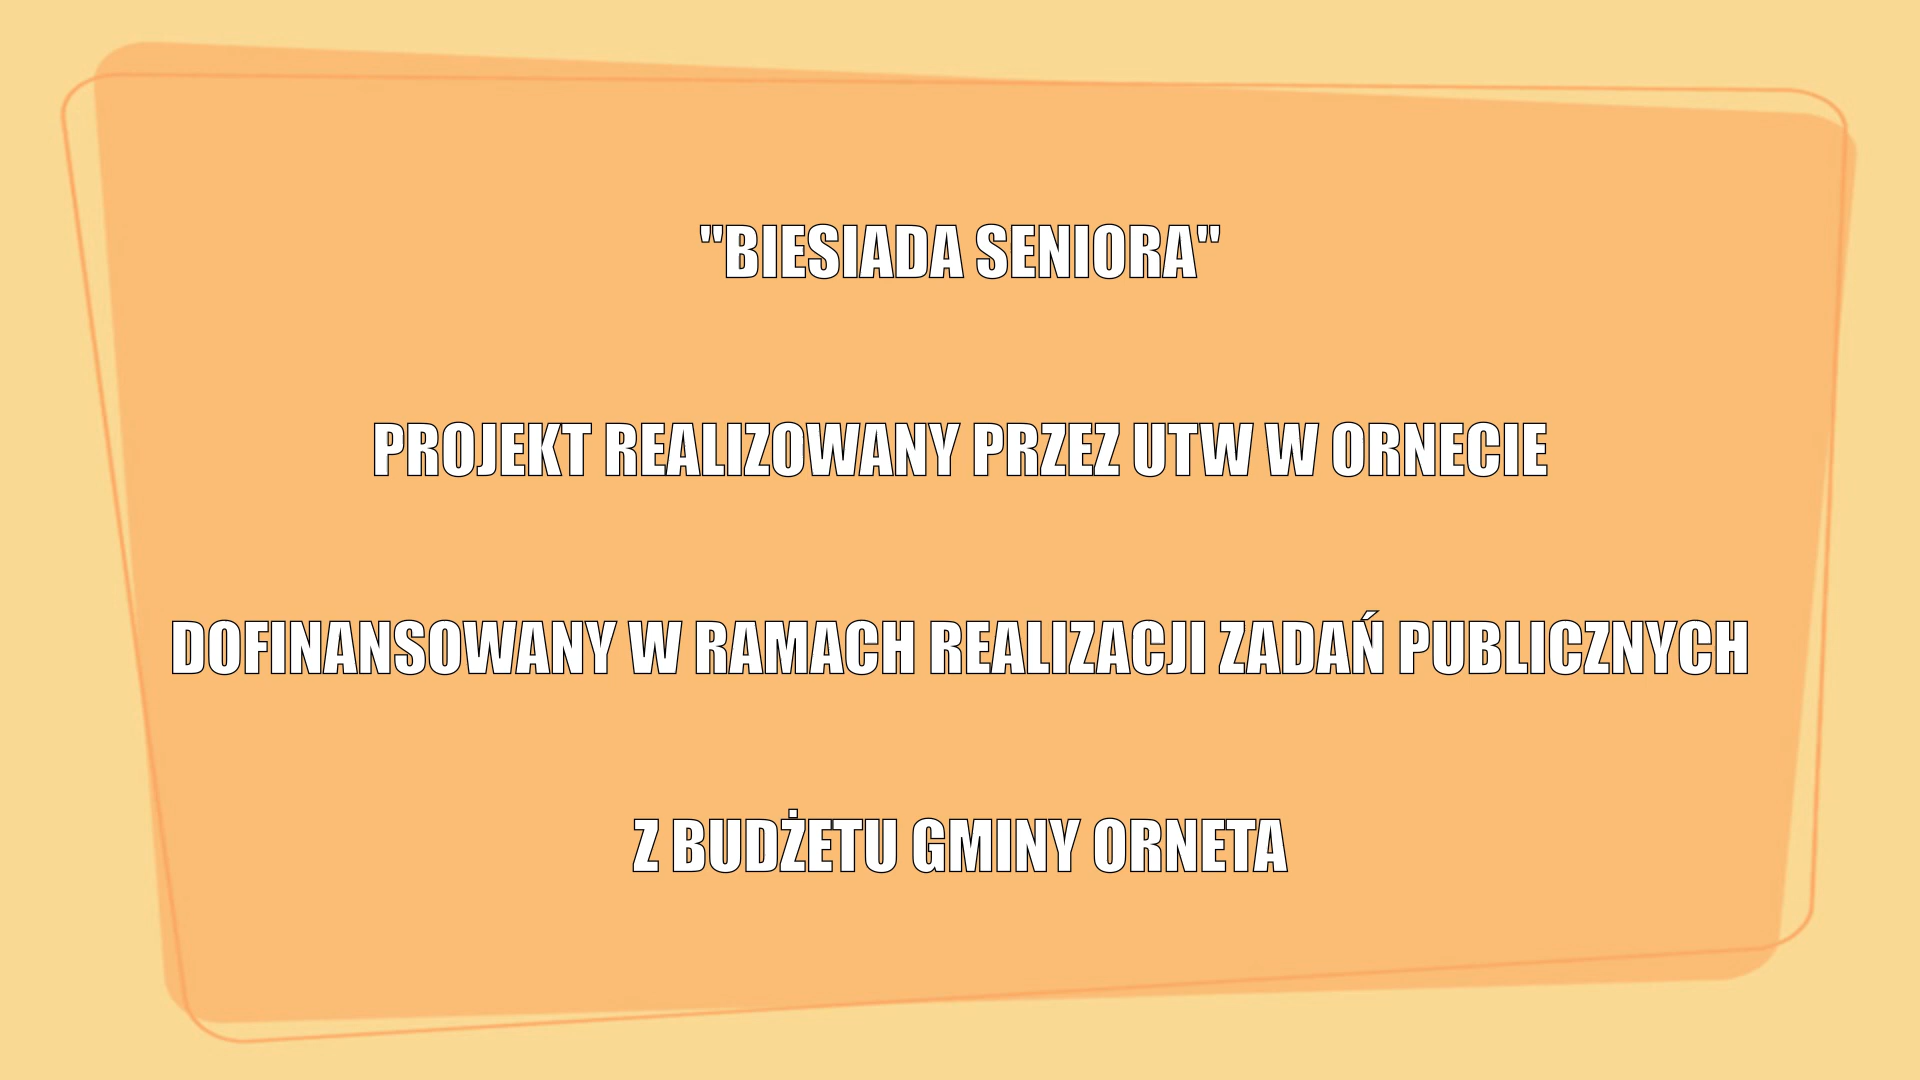 "BIESIADA SENIORA"
PROJEKT REALIZOWANY PRZEZ UTW W ORNECIE
DOFINANSOWANY W RAMACH REALIZACJI ZADAŃ PUBLICZNYCH
Z BUDŻETU GMINY ORNETA